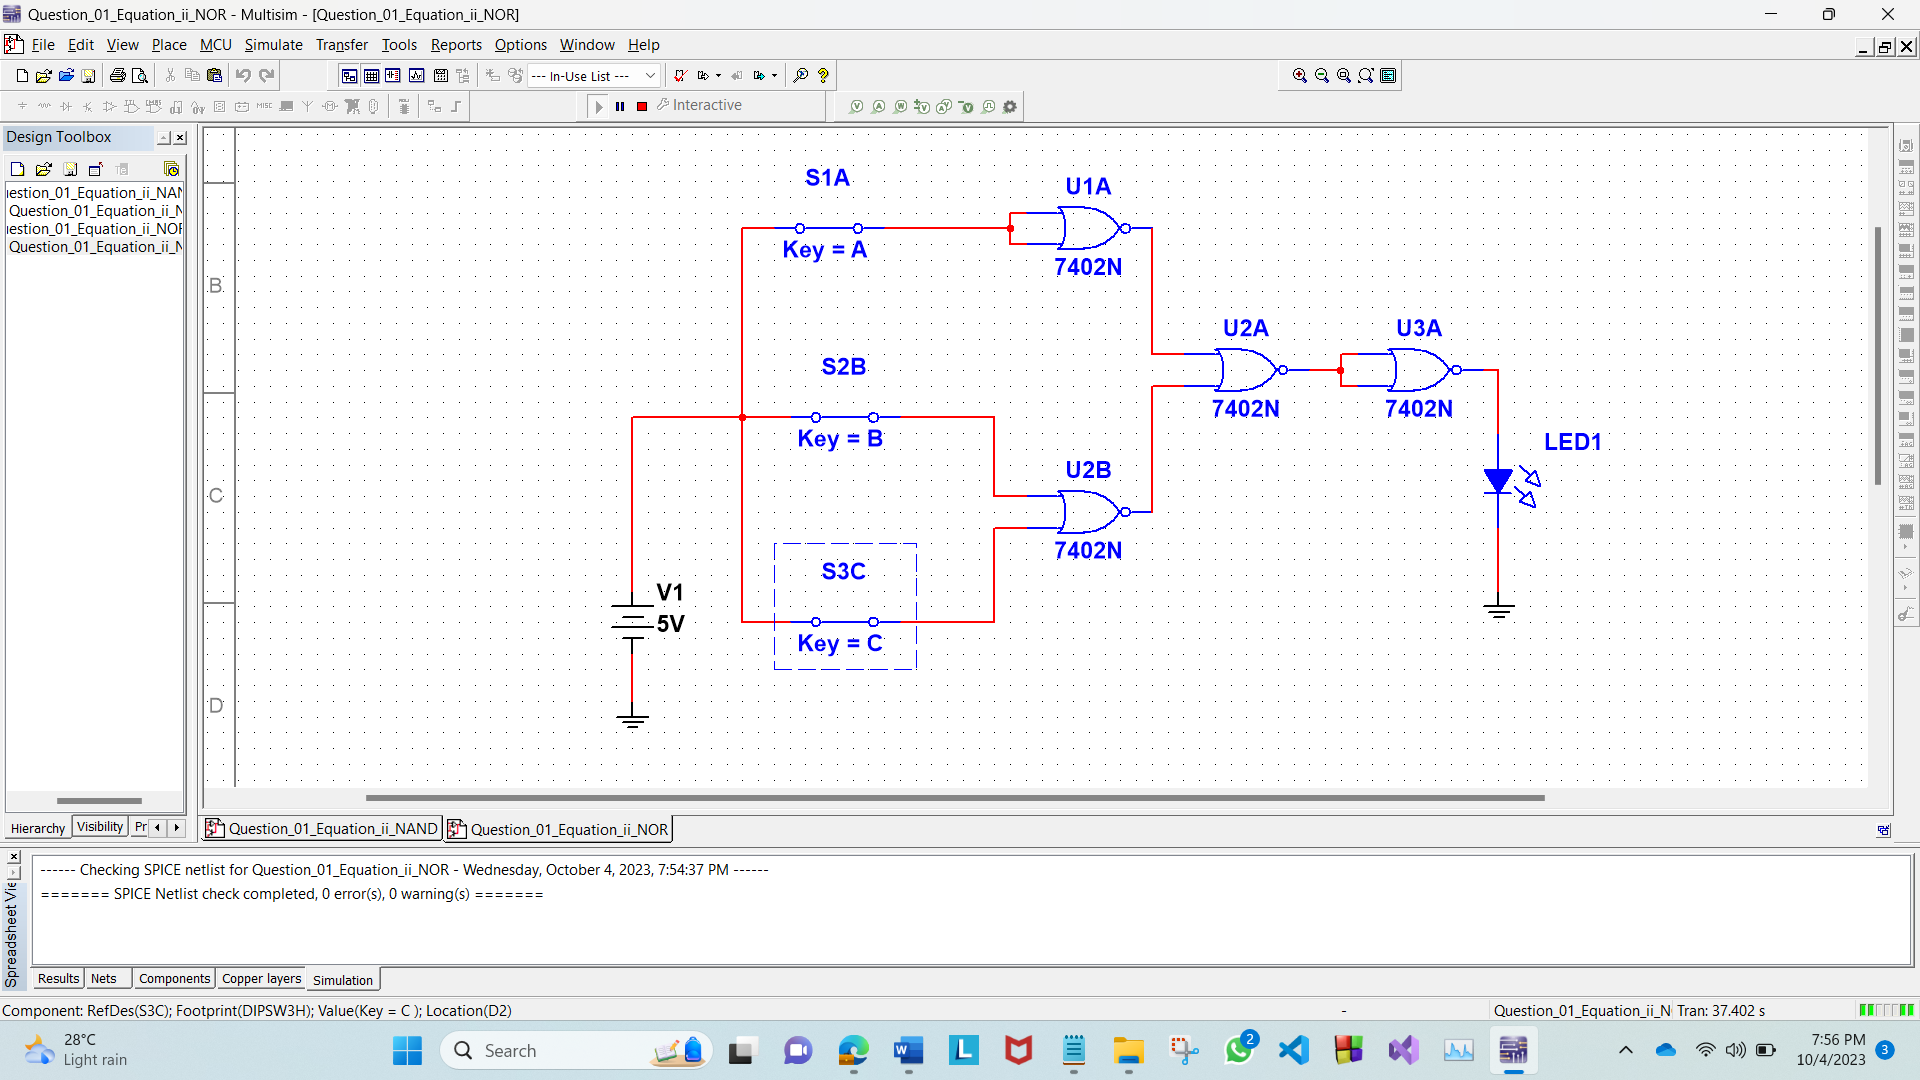 Question_01_Equation_ii_NOR - Multisim - [Question_01_Equation_ii_NOR]
File Edit View Place MCU Simulate Transfer Tools Reports Options Window Help
--- In-Use List ---
MISC
Interactive
Design Toolbox
uestion_01_Equation_ii_NAN
Question_01_Equation_ii_N
uestion_01_Equation_ii_NOR
Question_01_Equation_ii_N
Hierarchy Visibility Pr
B
C
D
S1A
Key = A
U1A
7402N
S2B
Key = B
U2A
7402N
U3A
7402N
LED1
U2B
7402N
S3C
Key = C
V1
5V
Question_01_Equation_ii_NAND Question_01_Equation_ii_NOR
Spreadsheet Vie
------ Checking SPICE netlist for Question_01_Equation_ii_NOR - Wednesday, October 4, 2023, 7:54:37 PM ------
======= SPICE Netlist check completed, 0 error(s), 0 warning(s) =======
Results Nets Components Copper layers Simulation
Component: RefDes(S3C); Footprint(DIPSW3H); Value(Key = C ); Location(D2) - Question_01_Equation_ii_N Tran: 37.402 s
28°C
Light rain
Search
2
7:56 PM
10/4/2023
3